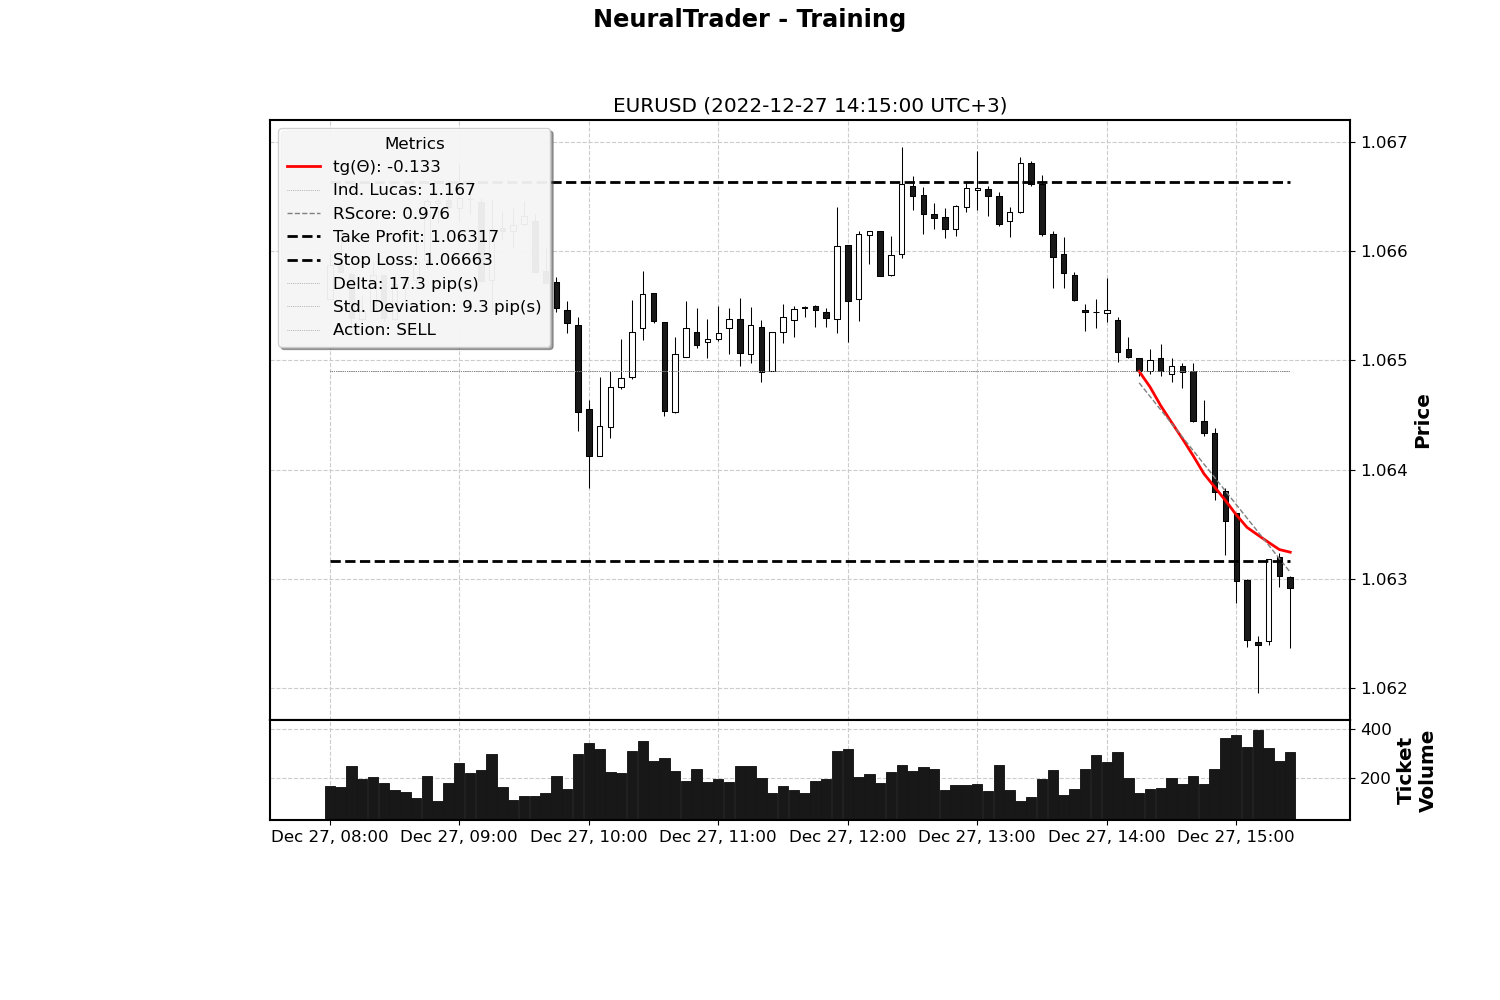 NeuralTrader - Training
EURUSD (2022-12-27 14:15:00 UTC+3)
Metrics
tg(Θ): -0.133
Ind. Lucas: 1.167
RScore: 0.976
Take Profit: 1.06317
Stop Loss: 1.06663
Delta: 17.3 pip(s)
Std. Deviation: 9.3 pip(s)
Action: SELL
1.067
1.066
1.065
1.064
1.063
1.062
Price
400
200
Ticket
Volume
Dec 27, 08:00
Dec 27, 09:00
Dec 27, 10:00
Dec 27, 11:00
Dec 27, 12:00
Dec 27, 13:00
Dec 27, 14:00
Dec 27, 15:00